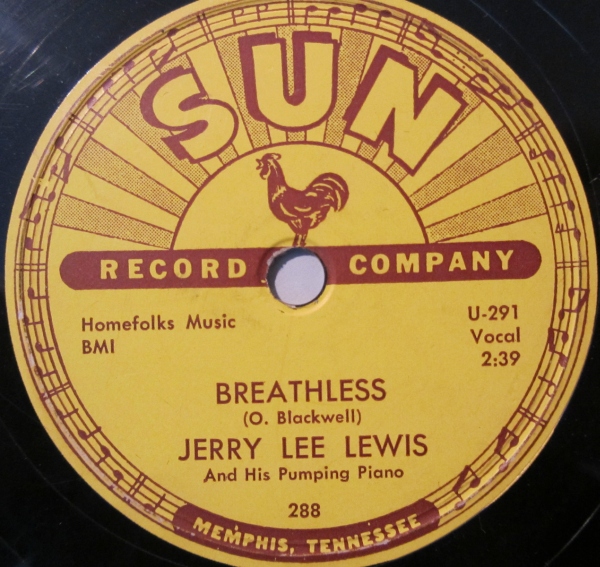 SUN
RECORD COMPANY
Homefolks Music
BMI
U-291
Vocal
2:39
BREATHLESS
(O. Blackwell)
JERRY LEE LEWIS
And His Pumping Piano
288
MEMPHIS, TENNESSEE